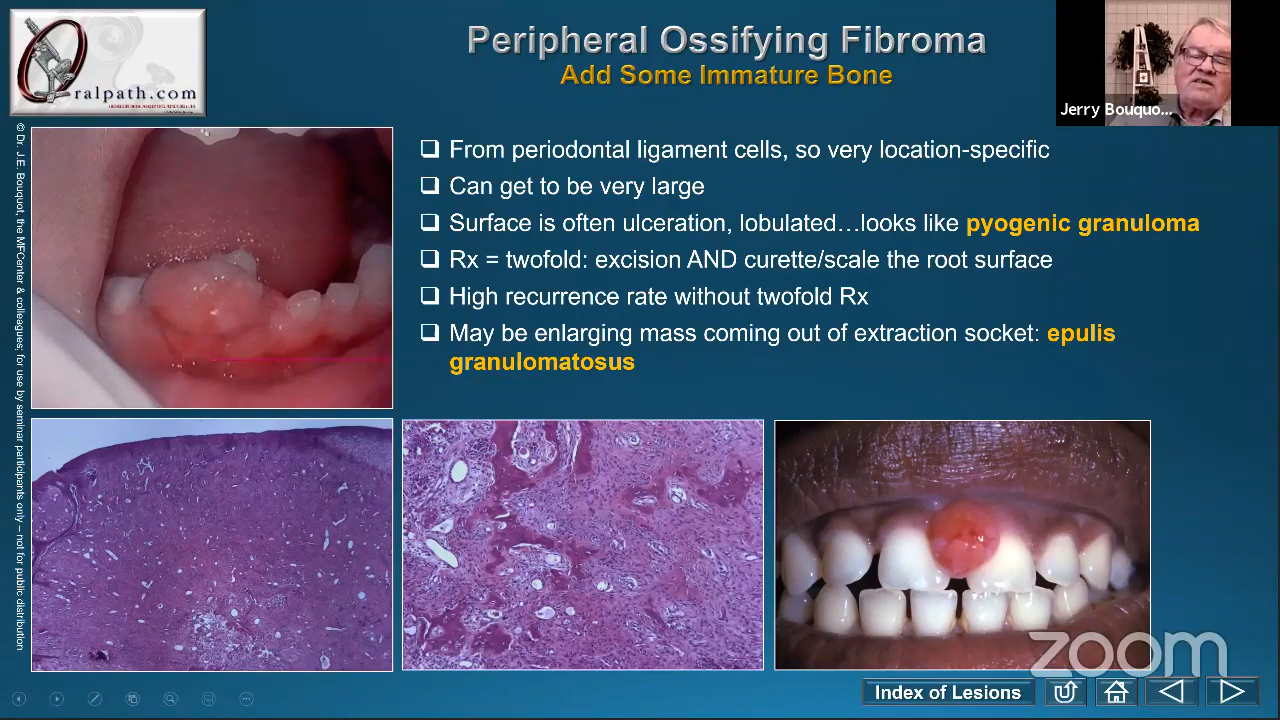 Oralpath.com
Peripheral Ossifying Fibroma
Add Some Immature Bone
Jerry Bouquo...
© Dr. J.E. Bouquot, the MFCenter & colleagues; for use by seminar participants only – not for public distribution
❑ From periodontal ligament cells, so very location-specific
❑ Can get to be very large
❑ Surface is often ulceration, lobulated…looks like pyogenic granuloma
❑ Rx = twofold: excision AND curette/scale the root surface
❑ High recurrence rate without twofold Rx
❑ May be enlarging mass coming out of extraction socket: epulis
granulomatosus
zoom
Index of Lesions